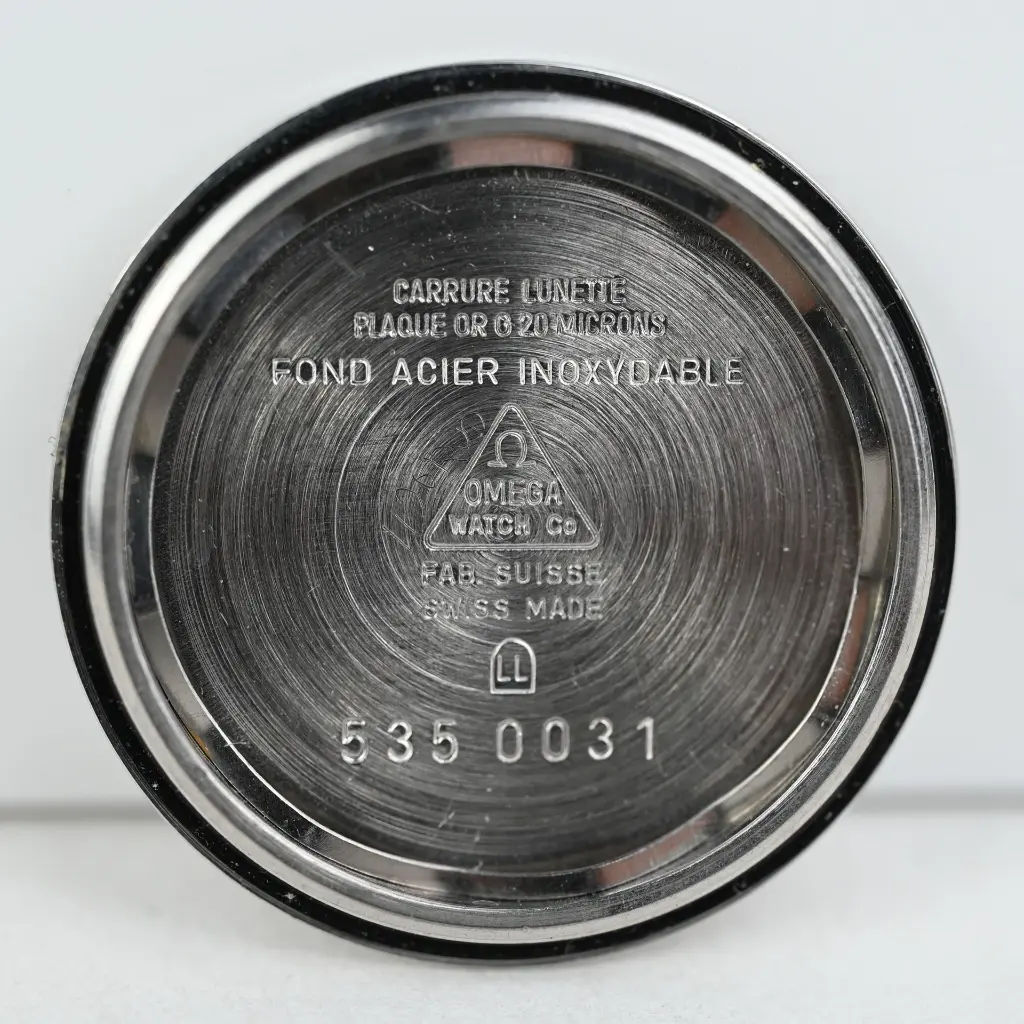 CARRURE LUNETTE
PLAQUE OR G 20 MICRONS
FOND ACIER INOXYDABLE
Ω
OMEGA
WATCH Co
FAB. SUISSE
SWISS MADE
LL
535 0031